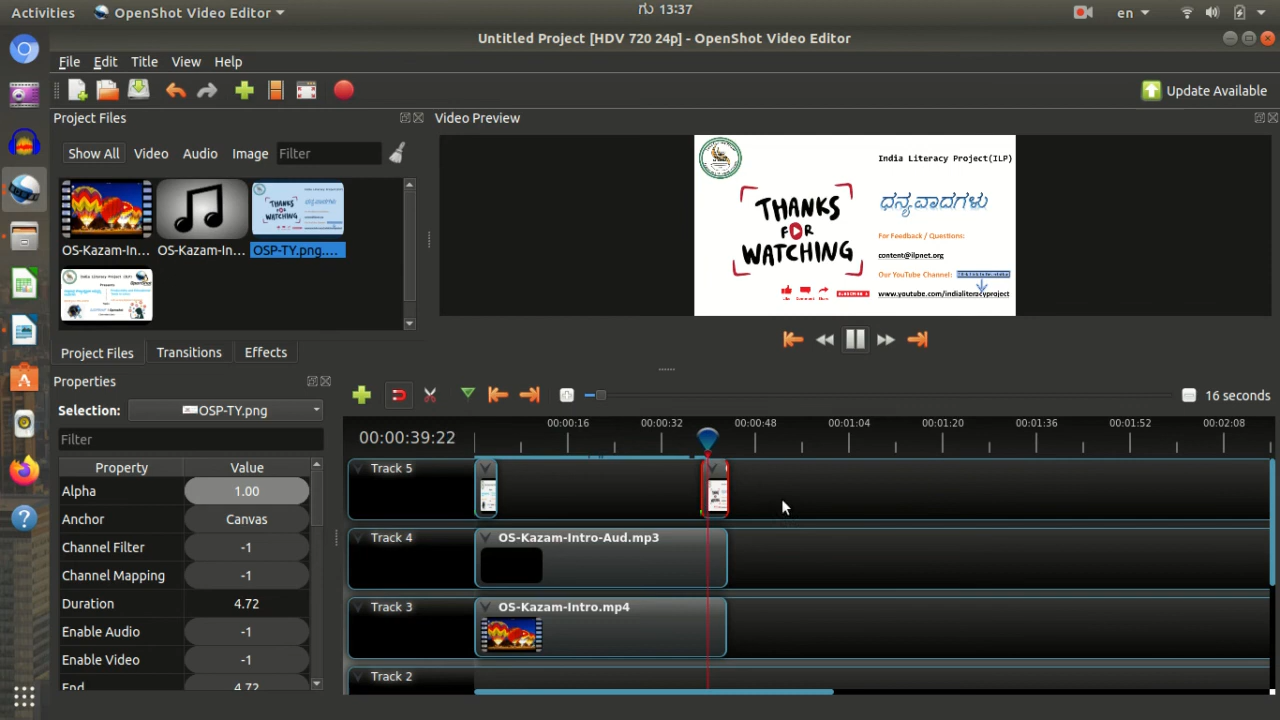 Activities
OpenShot Video Editor
ಗು 13:37
en
Untitled Project [HDV 720 24p] - OpenShot Video Editor
File Edit Title View Help
Update Available
Project Files
Video Preview
Show All Video Audio Image Filter
OS-Kazam-In... OS-Kazam-In... OSP-TY.png....
India Literacy Project(ILP)
THANKS
FOR
WATCHING
ಧನ್ಯವಾದಗಳು
For Feedback / Questions:
content@ilpnet.org
Our YouTube Channel:
www.youtube.com/indialiteracyproject
Project Files Transitions Effects
Properties
Selection: OSP-TY.png
Filter
16 seconds
00:00:39:22
00:00:16 00:00:32 00:00:48 00:01:04 00:01:20 00:01:36 00:01:52 00:02:08
Property Value
Alpha 1.00
Anchor Canvas
Channel Filter -1
Channel Mapping -1
Duration 4.72
Enable Audio -1
Enable Video -1
End 4.72
Track 5
Track 4 OS-Kazam-Intro-Aud.mp3
Track 3 OS-Kazam-Intro.mp4
Track 2